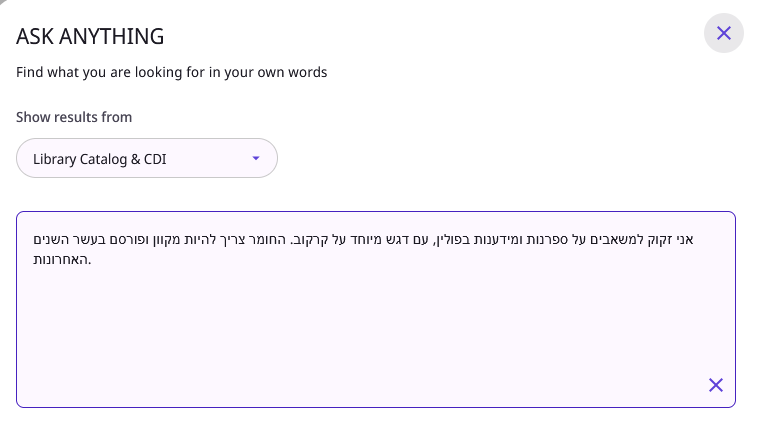 ASK ANYTHING
Find what you are looking for in your own words
Show results from
Library Catalog & CDI
אני זקוק למשאבים על ספרנות ומידענות בפולין, עם דגש מיוחד על קרקוב. החומר צריך להיות מקוון ופורסם בעשר השנים
האחרונות.